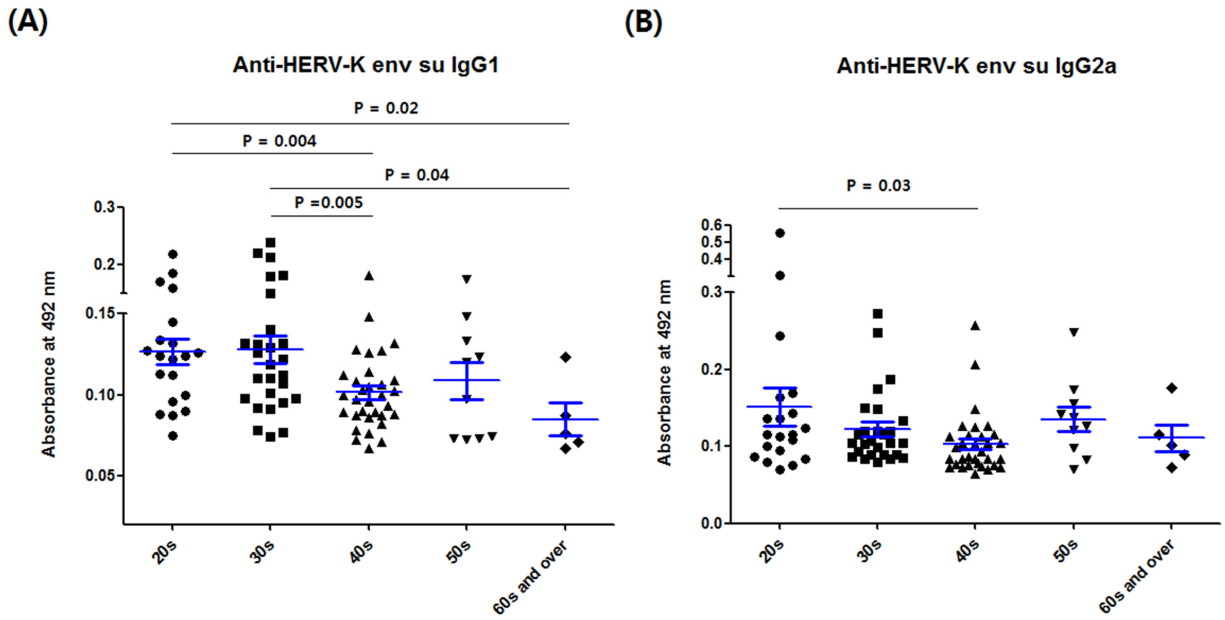 (A)
Anti-HERV-K env su IgG1
P = 0.02
P = 0.004
P = 0.04
P =0.005
0.3
0.2
0.15
0.10
0.05
Absorbance at 492 nm
20s
30s
40s
50s
60s and over
(B)
Anti-HERV-K env su IgG2a
P = 0.03
0.6
0.5
0.4
0.3
0.2
0.1
0.0
Absorbance at 492 nm
20s
30s
40s
50s
60s and over